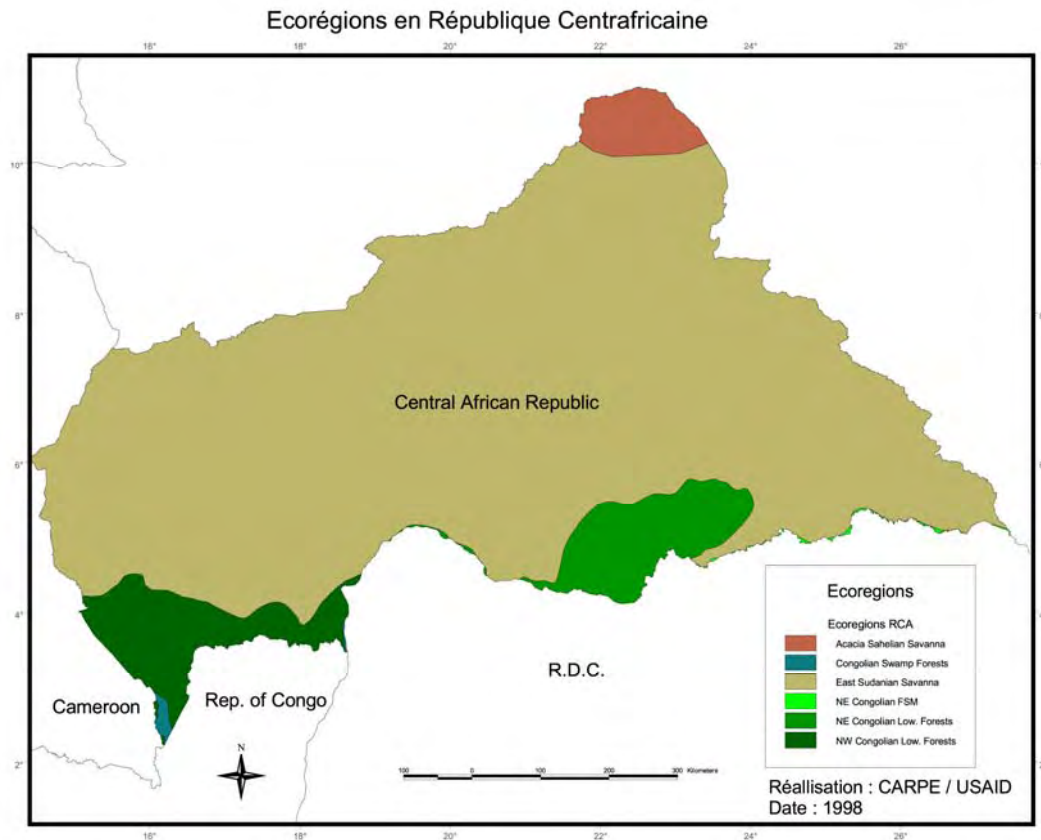 Ecorégions en République Centrafricaine
16° 18° 20° 22° 24° 26°
10°
8°
6°
4°
2°
Central African Republic
Cameroon
Rep. of Congo
R.D.C.
N
100 0 100 200 300 Kilometers
Ecoregions
Ecoregions RCA
Acacia Sahelian Savanna
Congolian Swamp Forests
East Sudanian Savanna
NE Congolian FSM
NE Congolian Low. Forests
NW Congolian Low. Forests
Réallisation : CARPE / USAID
Date : 1998
16° 18° 20° 22° 24° 26°